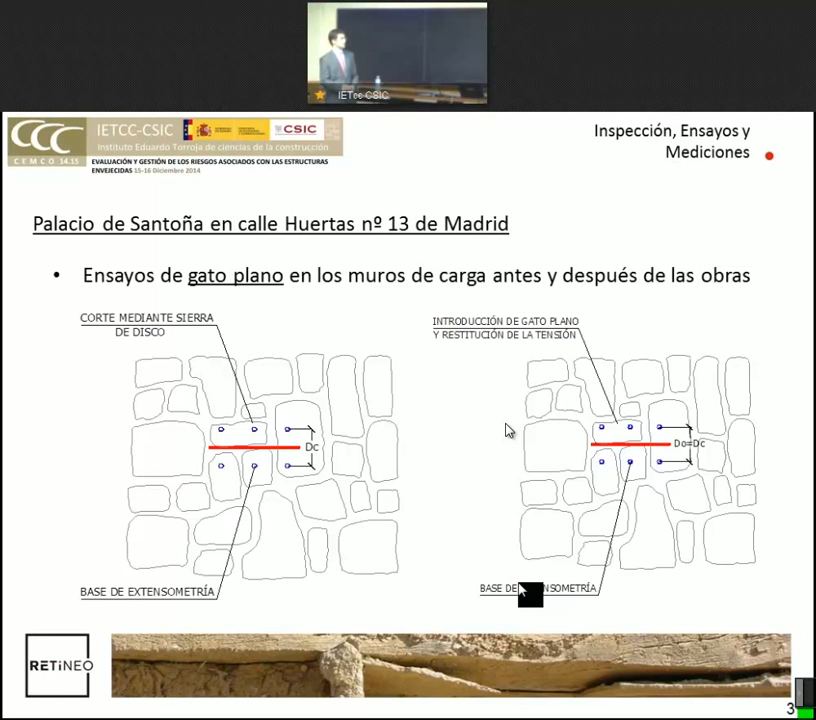 IETcc CSIC
CCC
CEMCO 14.15
IETCC-CSIC
CSIC
Instituto Eduardo Torroja de ciencias de la construcción
EVALUACIÓN Y GESTIÓN DE LOS RIESGOS ASOCIADOS CON LAS ESTRUCTURAS
ENVEJECIDAS 15-16 Diciembre 2014
Inspección, Ensayos y
Mediciones
Palacio de Santoña en calle Huertas nº 13 de Madrid
• Ensayos de gato plano en los muros de carga antes y después de las obras
CORTE MEDIANTE SIERRA
DE DISCO
INTRODUCCIÓN DE GATO PLANO
Y RESTITUCIÓN DE LA TENSIÓN
Dc
Do=Dc
BASE DE EXTENSOMETRÍA
BASE DE NSOMETRÍA
RETINEO
3